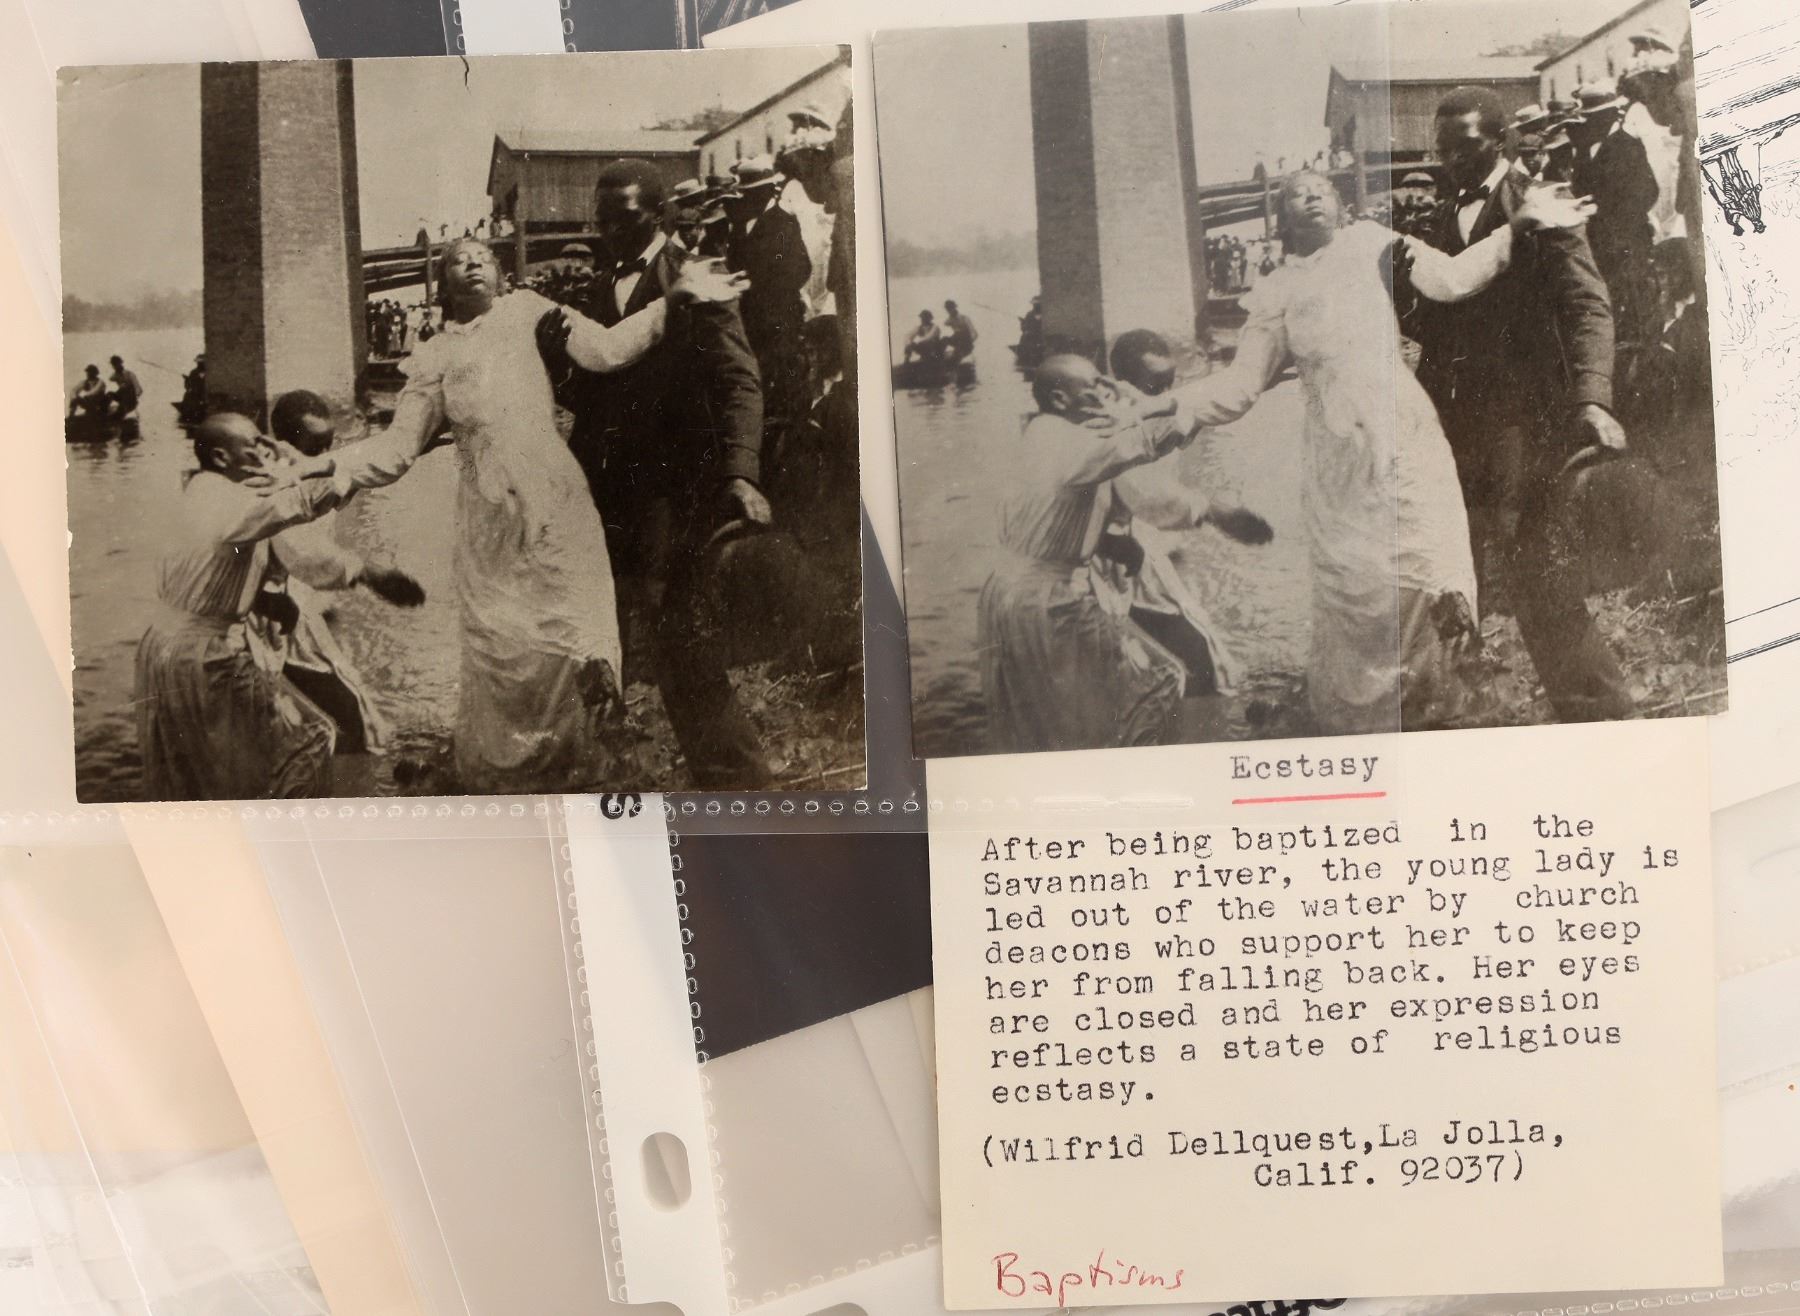 Ecstasy
After being baptized in the
Savannah river, the young lady is
led out of the water by church
deacons who support her to keep
her from falling back. Her eyes
are closed and her expression
reflects a state of religious
ecstasy.
(Wilfrid Dellquest,La Jolla,
Calif. 92037)
Baptisms